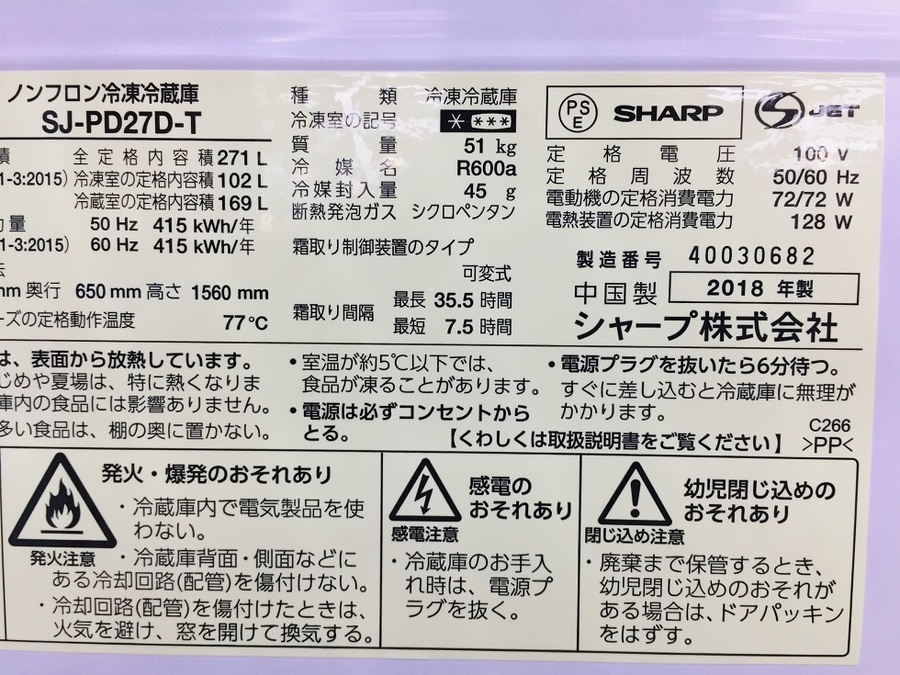 ノンフロン冷凍冷蔵庫
SJ-PD27D-T
積 全定格内容積 271 L
1-3:2015) 冷凍室の定格内容積 102 L
冷蔵室の定格内容積 169 L
量 50 Hz 415 kWh/年
1-3:2015) 60 Hz 415 kWh/年
法
mm 奥行 650 mm 高さ 1560 mm
ーズの定格動作温度 77℃
種類 冷凍冷蔵庫
冷凍室の記号 * ***
質量 51 kg
冷媒名 R600a
冷媒封入量 45 g
断熱発泡ガス シクロペンタン
霜取り制御装置のタイプ
可変式
霜取り間隔 最長 35.5 時間
最短 7.5 時間
PSE SHARP JET
定格電圧 100 V
定格周波数 50/60 Hz
電動機の定格消費電力 72/72 W
電熱装置の定格消費電力 128 W
製造番号 40030682
中国製 2018 年製
シャープ株式会社
は、表面から放熱しています。
じめや夏場は、特に熱くなりま
庫内の食品には影響ありません。
多い食品は、棚の奥に置かない。
・室温が約5℃以下では、
食品が凍ることがあります。
・電源は必ずコンセントから
とる。
・電源プラグを抜いたら6分待つ。
すぐに差し込むと冷蔵庫に無理が
かかります。
【くわしくは取扱説明書をご覧ください】
C266
>PP<
発火・爆発のおそれあり
発火注意
・冷蔵庫内で電気製品を使
わない。
・冷蔵庫背面・側面などに
ある冷却回路(配管)を傷付けない。
・冷却回路(配管)を傷付けたときは、
火気を避け、窓を開けて換気する。
感電の
おそれあり
感電注意
・冷蔵庫のお手入
れ時は、電源プ
ラグを抜く。
幼児閉じ込めの
おそれあり
閉じ込め注意
・廃棄まで保管するとき、
幼児閉じ込めのおそれが
ある場合は、ドアパッキン
をはずす。